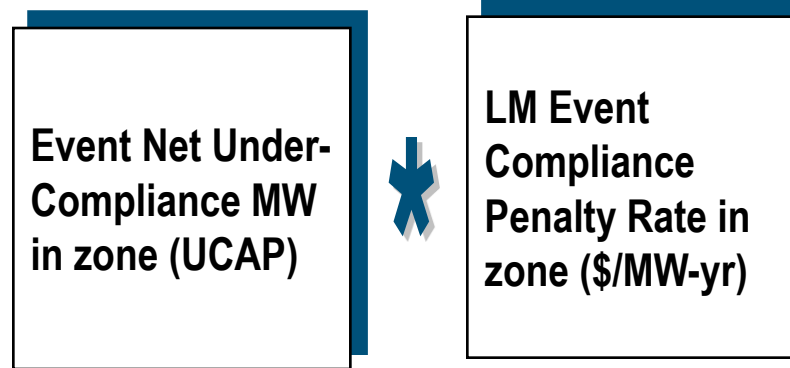 Event Net Under-
Compliance MW
in zone (UCAP)
*
LM Event
Compliance
Penalty Rate in
zone ($/MW-yr)